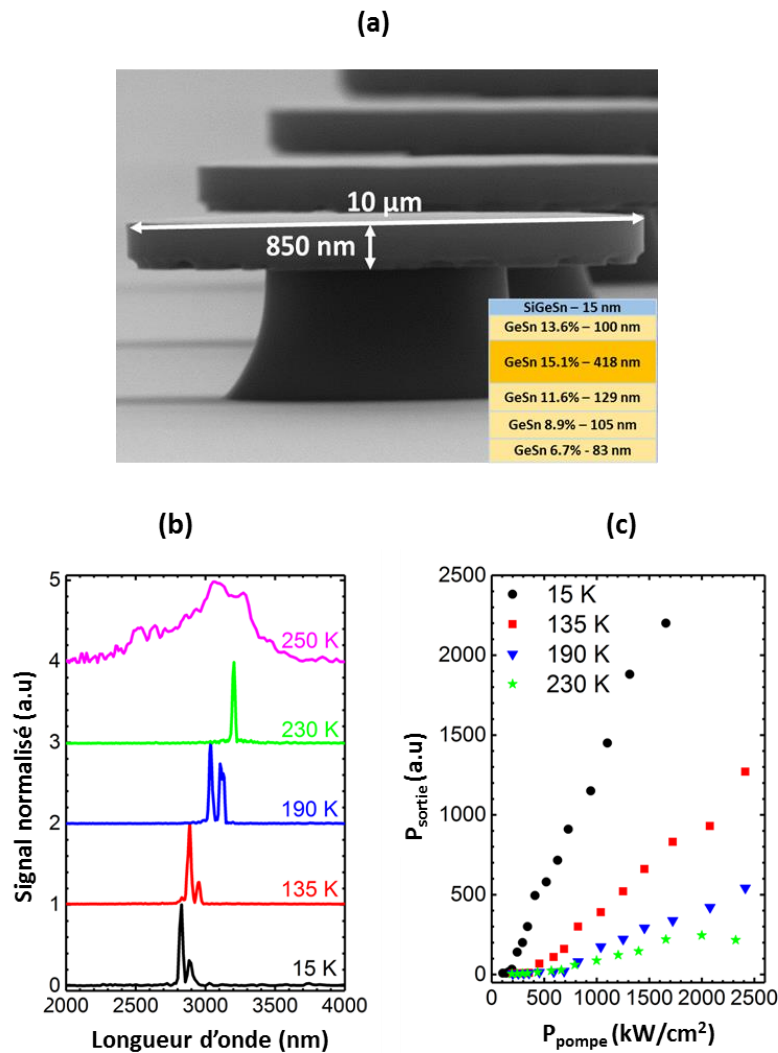 (a)
10 µm
850 nm
SiGeSn – 15 nm
GeSn 13.6% – 100 nm
GeSn 15.1% – 418 nm
GeSn 11.6% – 129 nm
GeSn 8.9% – 105 nm
GeSn 6.7% - 83 nm
(b)
Signal normalisé (a.u)
5
4
3
2
1
0
250 K
230 K
190 K
135 K
15 K
2000 2500 3000 3500 4000
Longueur d'onde (nm)
(c)
P_sortie (a.u)
2500
2000
1500
1000
500
0
15 K
135 K
190 K
230 K
0 500 1000 1500 2000 2500
P_pompe (kW/cm²)